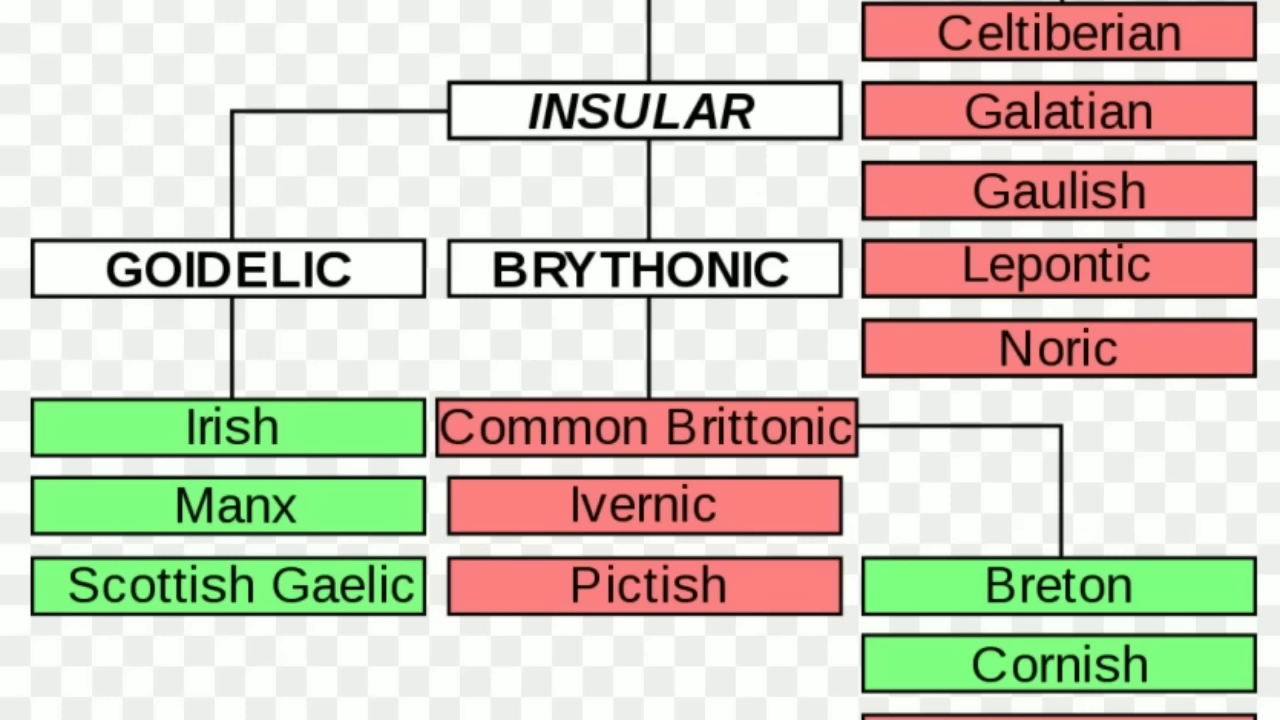 Celtiberian
INSULAR
Galatian
Gaulish
GOIDELIC
BRYTHONIC
Lepontic
Noric
Irish
Common Brittonic
Manx
Ivernic
Scottish Gaelic
Pictish
Breton
Cornish